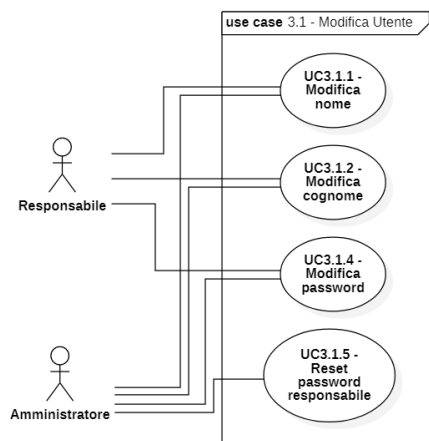 use case 3.1 - Modifica Utente
UC3.1.1 -
Modifica
nome
UC3.1.2 -
Modifica
cognome
Responsabile
UC3.1.4 -
Modifica
password
UC3.1.5 -
Reset
password
responsabile
Amministratore